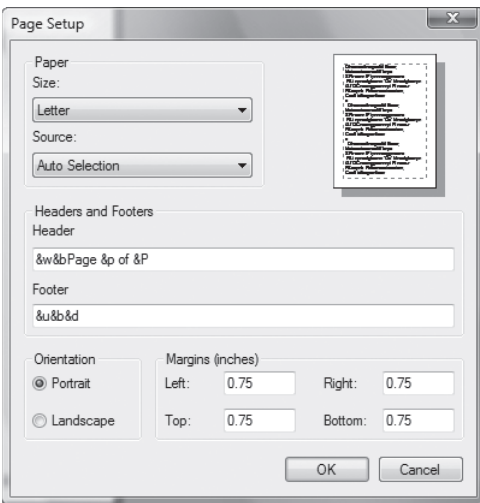 Page Setup
Paper
Size:
Letter
Source:
Auto Selection
Headers and Footers
Header
&w&bPage &p of &P
Footer
&u&b&d
Orientation
Portrait
Landscape
Margins (inches)
Left: 0.75 Right: 0.75
Top: 0.75 Bottom: 0.75
OK Cancel